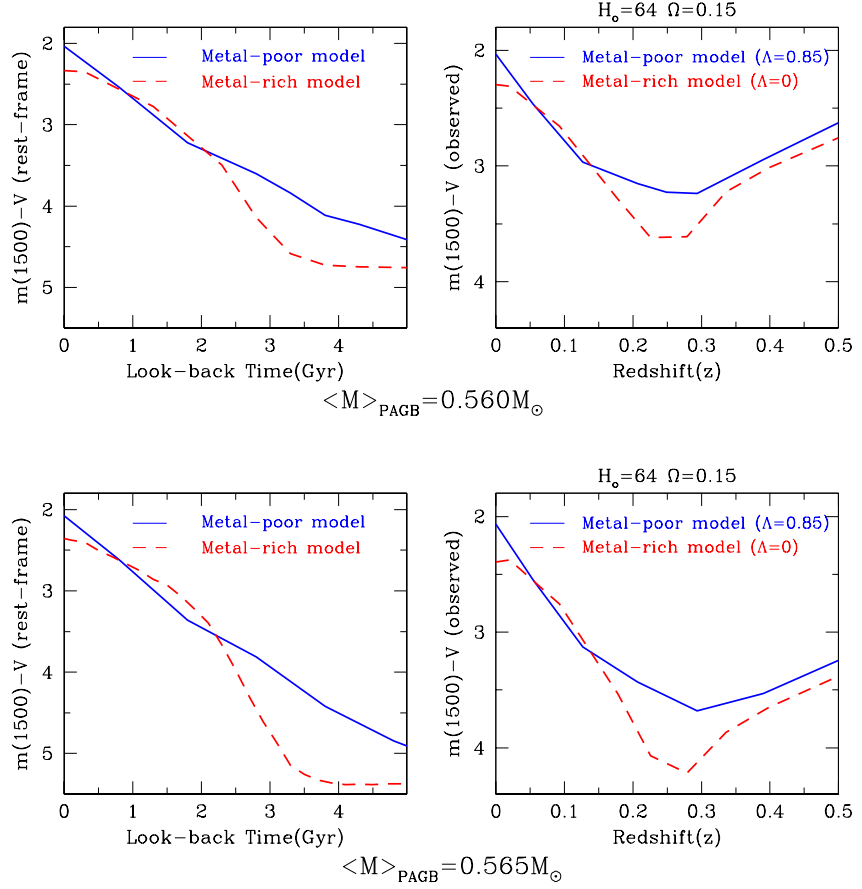 H₀=64 Ω=0.15
Metal-poor model
Metal-rich model
m(1500)-V (rest-frame)
2
3
4
5
0 1 2 3 4
Look-back Time(Gyr)
Metal-poor model (Λ=0.85)
Metal-rich model (Λ=0)
m(1500)-V (observed)
2
3
4
0 0.1 0.2 0.3 0.4 0.5
Redshift(z)
<M>PAGB=0.560M⊙
H₀=64 Ω=0.15
Metal-poor model
Metal-rich model
m(1500)-V (rest-frame)
2
3
4
5
0 1 2 3 4
Look-back Time(Gyr)
Metal-poor model (Λ=0.85)
Metal-rich model (Λ=0)
m(1500)-V (observed)
2
3
4
0 0.1 0.2 0.3 0.4 0.5
Redshift(z)
<M>PAGB=0.565M⊙